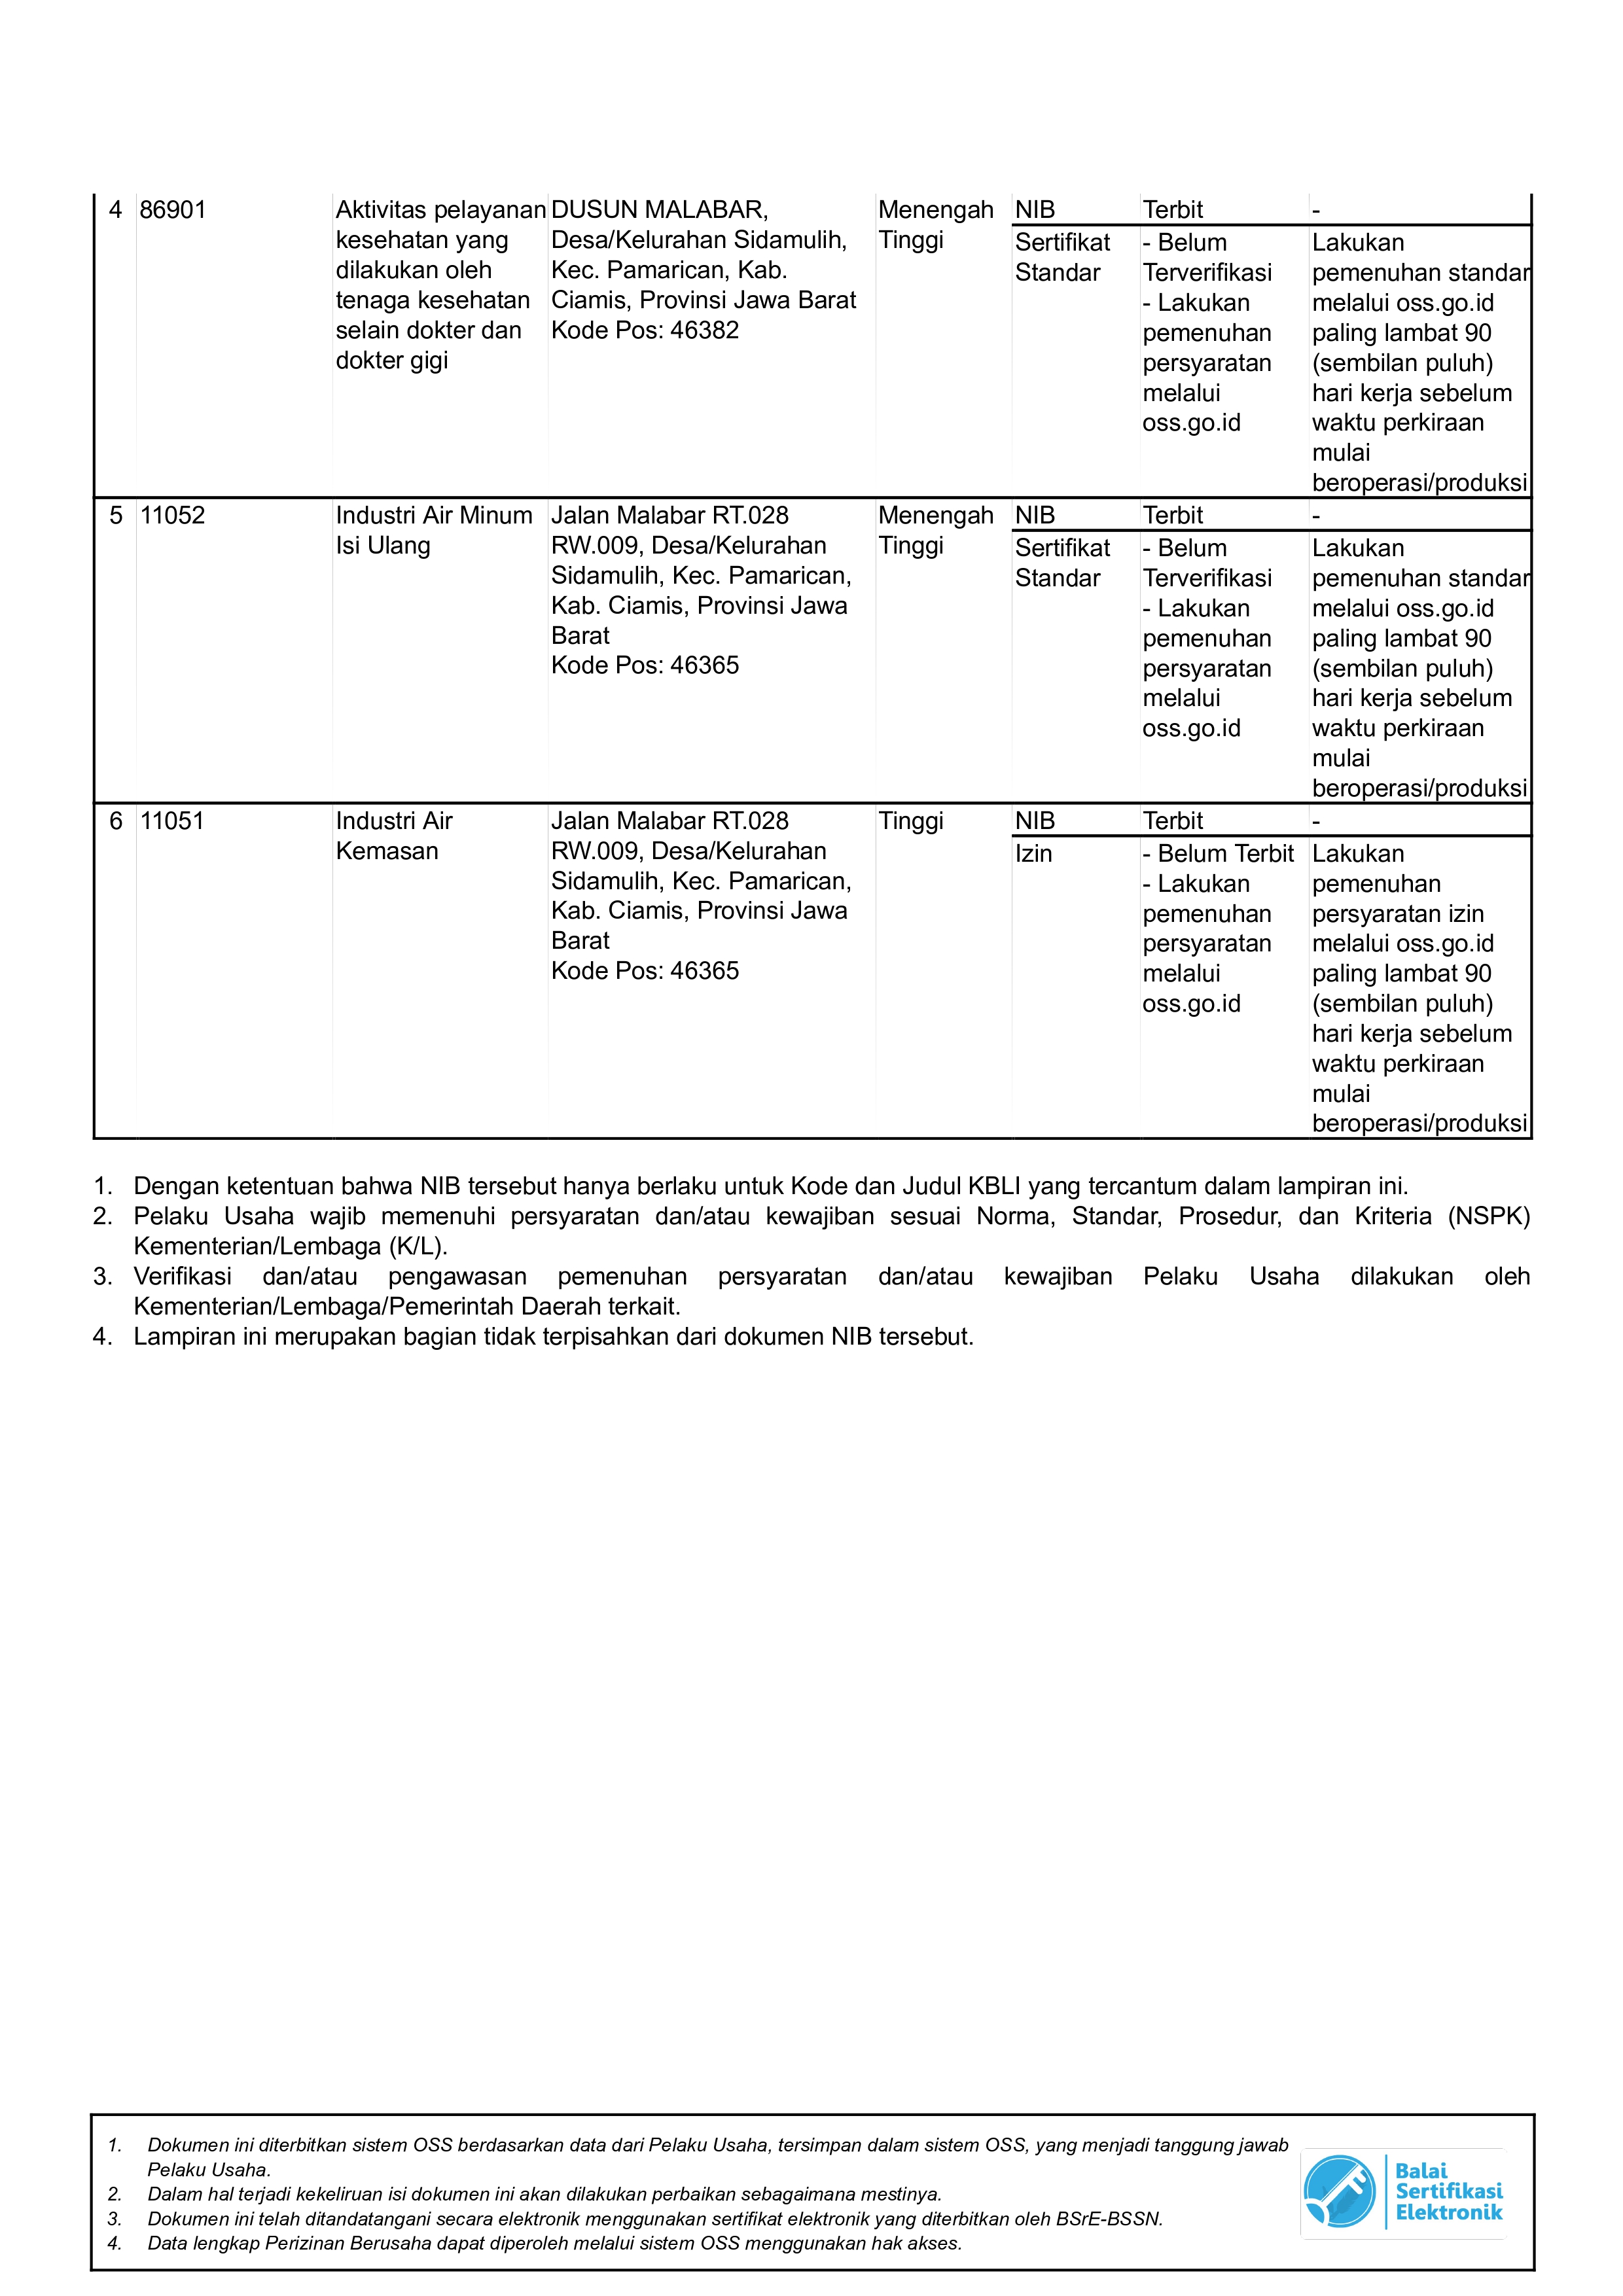 4 86901 Aktivitas pelayanan DUSUN MALABAR, Menengah NIB Terbit -
kesehatan yang Desa/Kelurahan Sidamulih, Tinggi Sertifikat - Belum Lakukan
dilakukan oleh Kec. Pamarican, Kab. Standar Terverifikasi pemenuhan standar
tenaga kesehatan Ciamis, Provinsi Jawa Barat - Lakukan melalui oss.go.id
selain dokter dan Kode Pos: 46382 pemenuhan paling lambat 90
dokter gigi persyaratan (sembilan puluh)
melalui hari kerja sebelum
oss.go.id waktu perkiraan
mulai
beroperasi/produksi
5 11052 Industri Air Minum Jalan Malabar RT.028 Menengah NIB Terbit -
Isi Ulang RW.009, Desa/Kelurahan Tinggi Sertifikat - Belum Lakukan
Sidamulih, Kec. Pamarican, Standar Terverifikasi pemenuhan standar
Kab. Ciamis, Provinsi Jawa - Lakukan melalui oss.go.id
Barat pemenuhan paling lambat 90
Kode Pos: 46365 persyaratan (sembilan puluh)
melalui hari kerja sebelum
oss.go.id waktu perkiraan
mulai
beroperasi/produksi
6 11051 Industri Air Jalan Malabar RT.028 Tinggi NIB Terbit -
Kemasan RW.009, Desa/Kelurahan Izin - Belum Terbit Lakukan
Sidamulih, Kec. Pamarican, - Lakukan pemenuhan
Kab. Ciamis, Provinsi Jawa pemenuhan persyaratan izin
Barat persyaratan melalui oss.go.id
Kode Pos: 46365 melalui paling lambat 90
oss.go.id (sembilan puluh)
hari kerja sebelum
waktu perkiraan
mulai
beroperasi/produksi
1. Dengan ketentuan bahwa NIB tersebut hanya berlaku untuk Kode dan Judul KBLI yang tercantum dalam lampiran ini.
2. Pelaku Usaha wajib memenuhi persyaratan dan/atau kewajiban sesuai Norma, Standar, Prosedur, dan Kriteria (NSPK)
Kementerian/Lembaga (K/L).
3. Verifikasi dan/atau pengawasan pemenuhan persyaratan dan/atau kewajiban Pelaku Usaha dilakukan oleh
Kementerian/Lembaga/Pemerintah Daerah terkait.
4. Lampiran ini merupakan bagian tidak terpisahkan dari dokumen NIB tersebut.
1. Dokumen ini diterbitkan sistem OSS berdasarkan data dari Pelaku Usaha, tersimpan dalam sistem OSS, yang menjadi tanggung jawab
Pelaku Usaha.
2. Dalam hal terjadi kekeliruan isi dokumen ini akan dilakukan perbaikan sebagaimana mestinya.
3. Dokumen ini telah ditandatangani secara elektronik menggunakan sertifikat elektronik yang diterbitkan oleh BSrE-BSSN.
4. Data lengkap Perizinan Berusaha dapat diperoleh melalui sistem OSS menggunakan hak akses.
Balai
Sertifikasi
Elektronik